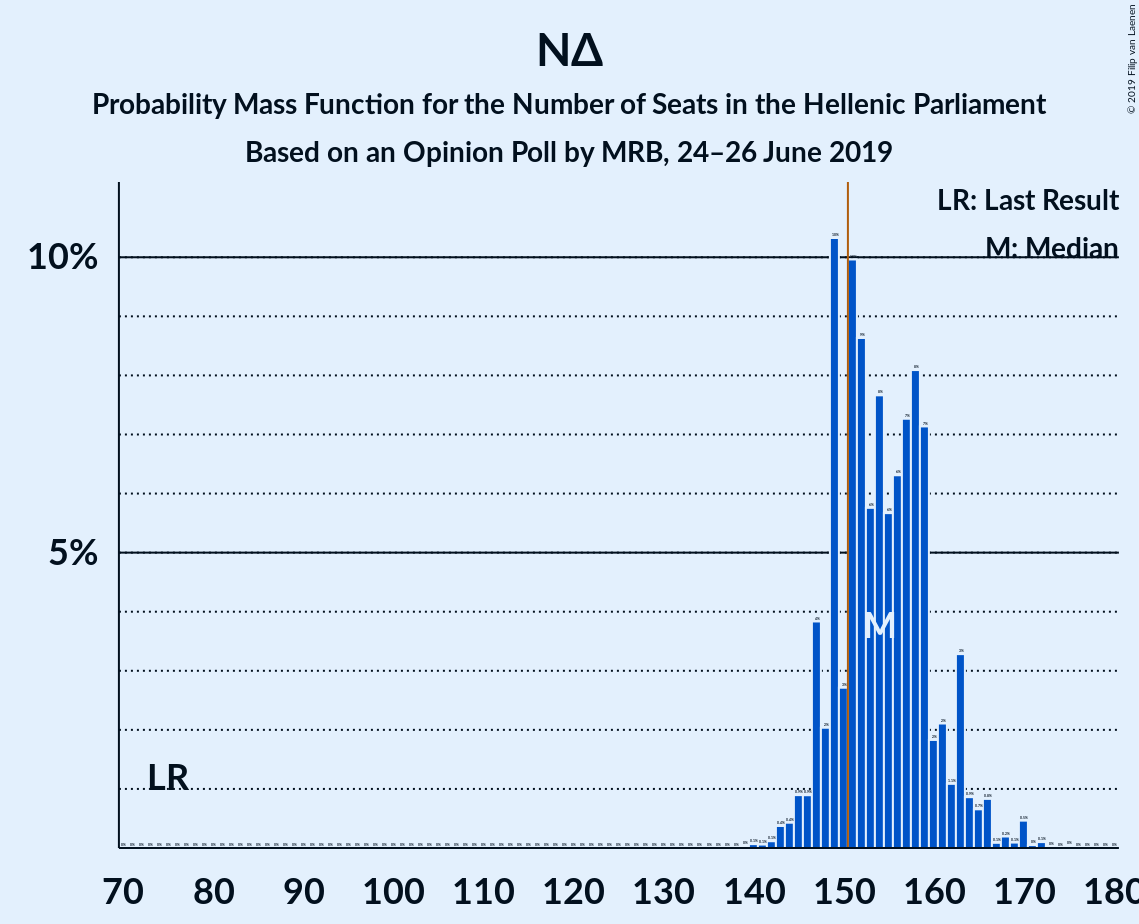 ΝΔ
Probability Mass Function for the Number of Seats in the Hellenic Parliament
Based on an Opinion Poll by MRB, 24–26 June 2019
© 2019 Filip van Laenen
LR: Last Result
M: Median
10%
5%
M
LR
70 80 90 100 110 120 130 140 150 160 170 180